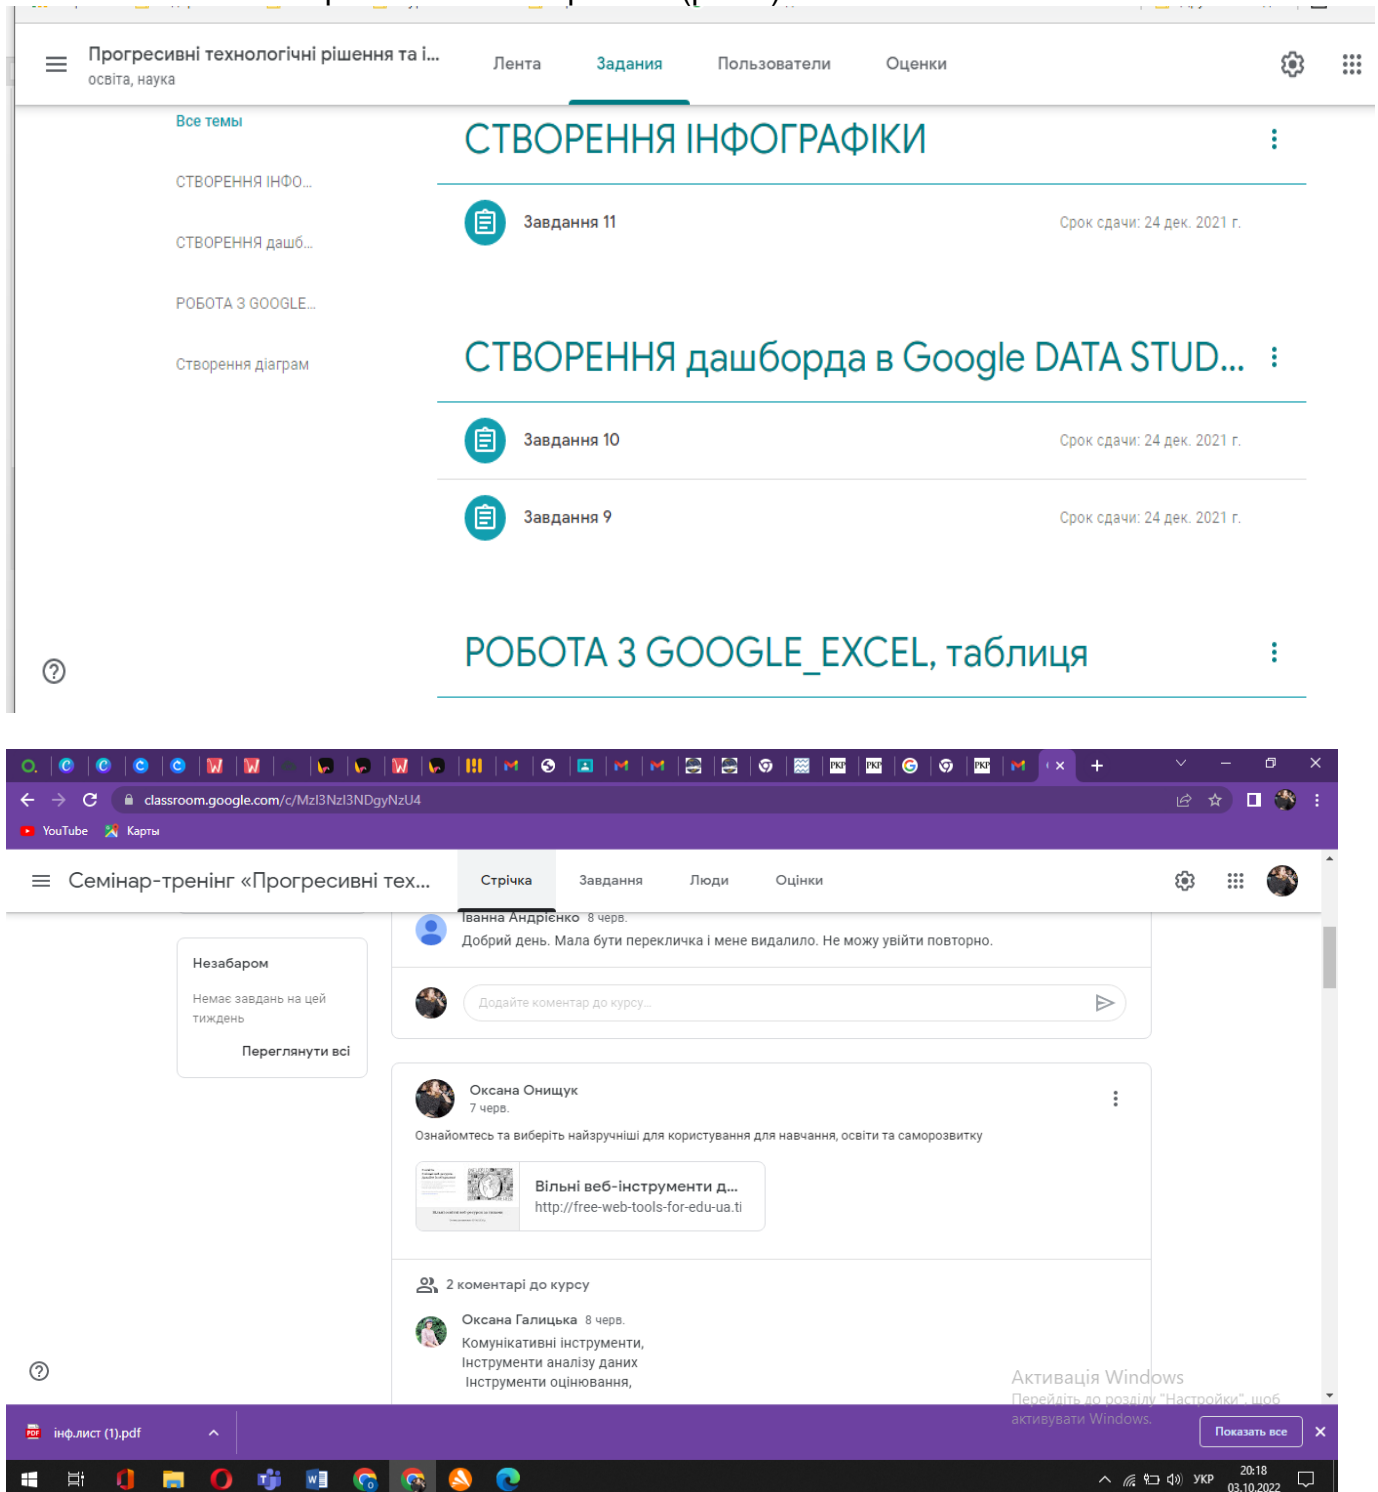 Прогресивні технологічні рішення та і...
освіта, наука
Лента
Задания
Пользователи
Оценки
Все темы
СТВОРЕННЯ ІНФО...
СТВОРЕННЯ дашб...
РОБОТА З GOOGLE...
Створення діаграм
СТВОРЕННЯ ІНФОГРАФІКИ
Завдання 11
Срок сдачи: 24 дек. 2021 г.
СТВОРЕННЯ дашборда в Google DATA STUD...
Завдання 10
Срок сдачи: 24 дек. 2021 г.
Завдання 9
Срок сдачи: 24 дек. 2021 г.
РОБОТА З GOOGLE_EXCEL, таблиця
classroom.google.com/c/MzI3NzI3NDgyNzU4
YouTube
Карты
Семінар-тренінг «Прогресивні тех...
Стрічка
Завдання
Люди
Оцінки
Іванна Андрієнко 8 черв.
Добрий день. Мала бути перекличка і мене видалило. Не можу увійти повторно.
Додайте коментар до курсу...
Незабаром
Немає завдань на цей
тиждень
Переглянути всі
Оксана Онищук
7 черв.
Ознайомтесь та виберіть найзручніші для користування для навчання, освіти та саморозвитку
Вільні веб-інструменти д...
http://free-web-tools-for-edu-ua.ti
2 коментарі до курсу
Оксана Галицька 8 черв.
Комунікативні інструменти,
Інструменти аналізу даних
Інструменти оцінювання,
Активація Windows
Перейдіть до розділу "Настройки", щоб
активувати Windows.
інф.лист (1).pdf
Показать все
УКР
20:18
03.10.2022